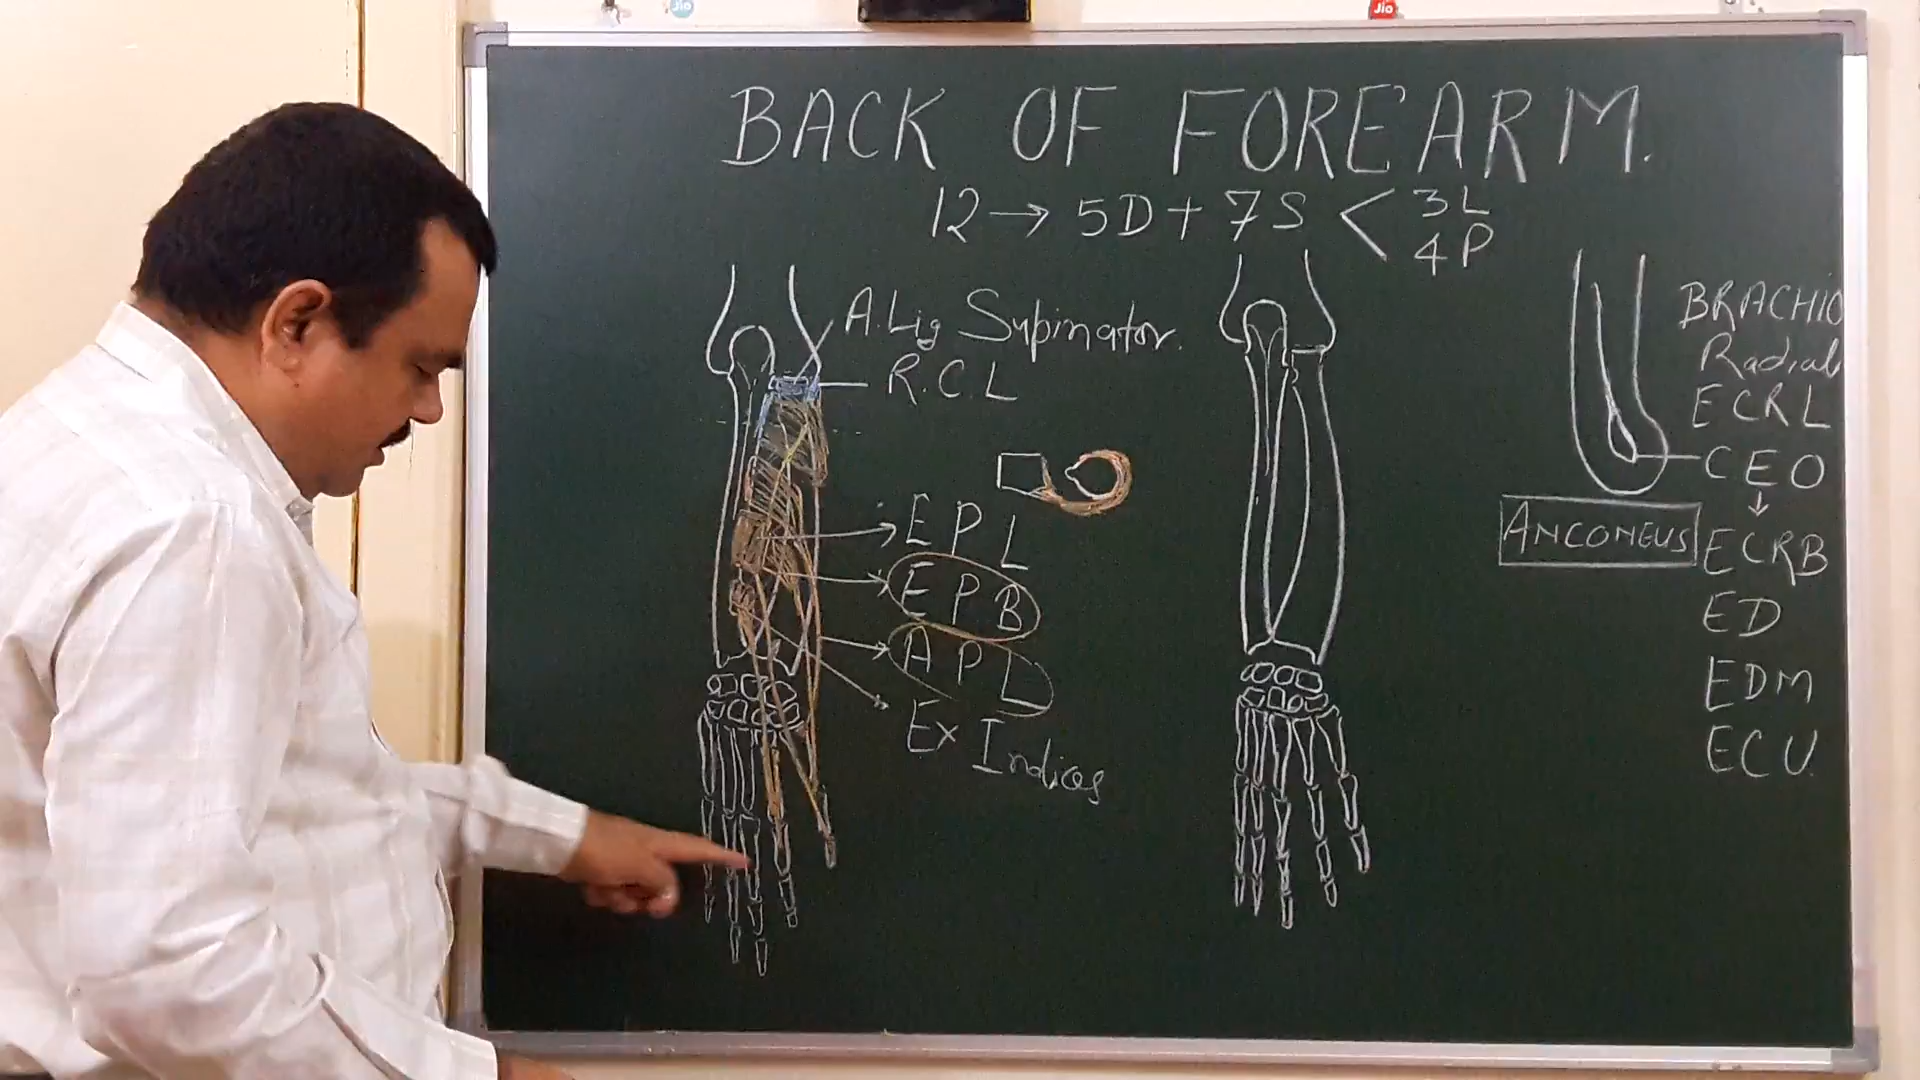 Jio
Jio
BACK OF FOREARM.
12 → 5D + 7S < 3L
4P
A. Lig Supinator.
R.C.L
EPL
EPB
APL
Ex Indices
BRACHIO
Radial
ECRL
CEO
ANCONEUS
ECRB
ED
EDM
ECU.